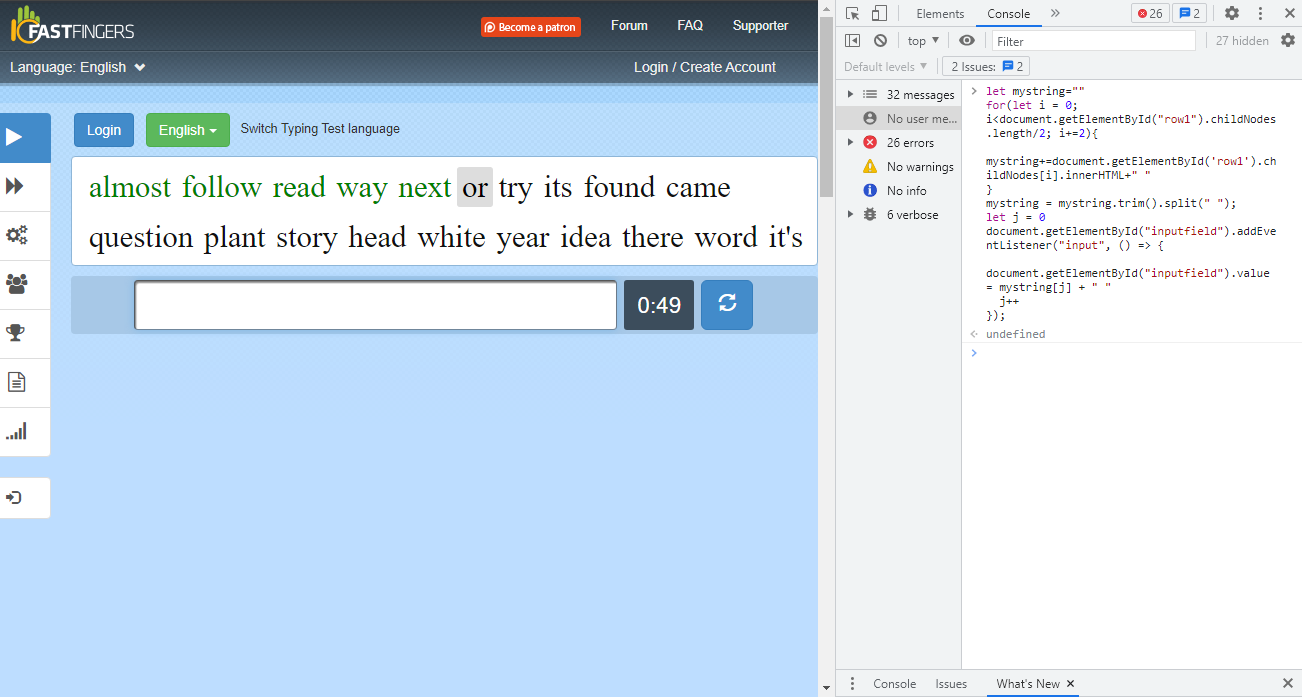 FASTFINGERS
Become a patron
Forum
FAQ
Supporter
Language: English
Login / Create Account
Login
English
Switch Typing Test language
almost follow read way next or try its found came
question plant story head white year idea there word it's
0:49
Elements
Console
26
2
top
Filter
27 hidden
Default levels
2 Issues:
2
32 messages
No user me...
26 errors
No warnings
No info
6 verbose
let mystring=""
for(let i = 0;
i<document.getElementById("row1").childNodes
.length/2; i+=2){
mystring+=document.getElementById('row1').ch
ildNodes[i].innerHTML+" "
}
mystring = mystring.trim().split(" ");
let j = 0
document.getElementById("inputfield").addEve
ntListener("input", () => {
document.getElementById("inputfield").value
= mystring[j] + " "
j++
});
undefined
Console
Issues
What's New